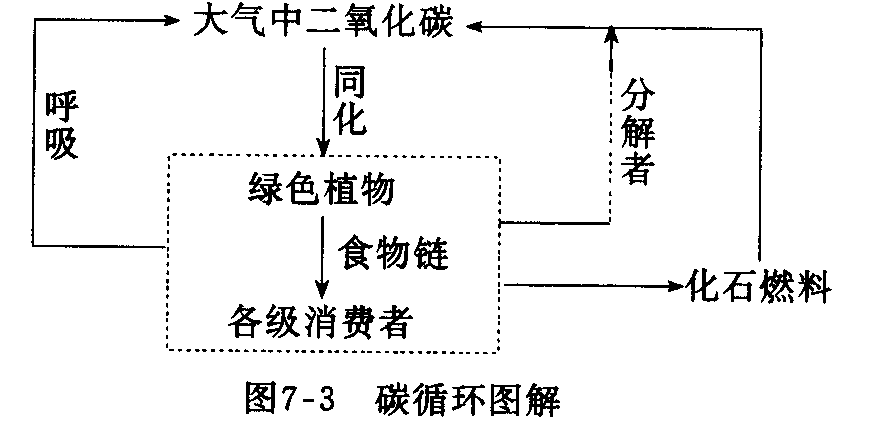 大气中二氧化碳
呼吸
同化
分解者
绿色植物
食物链
化石燃料
各级消费者
图7-3 碳循环图解